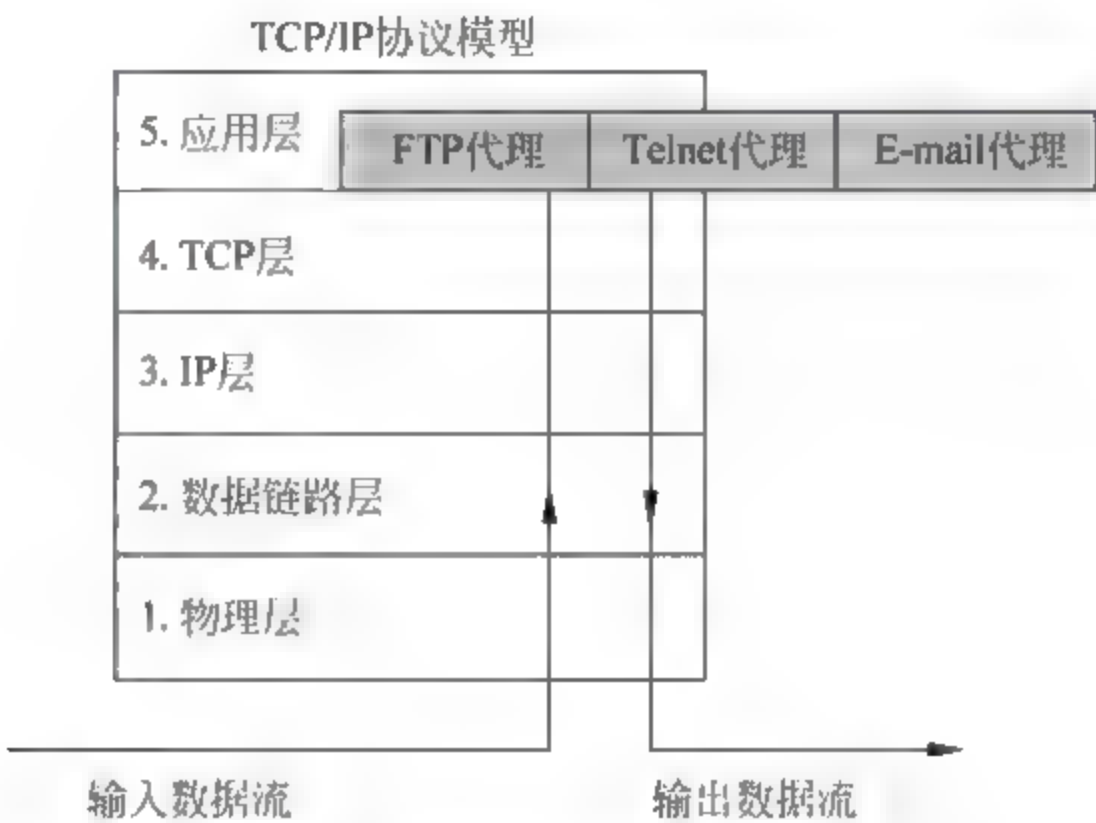 TCP/IP协议模型
5. 应用层
FTP代理 Telnet代理 E-mail代理
4. TCP层
3. IP层
2. 数据链路层
1. 物理层
输入数据流 输出数据流